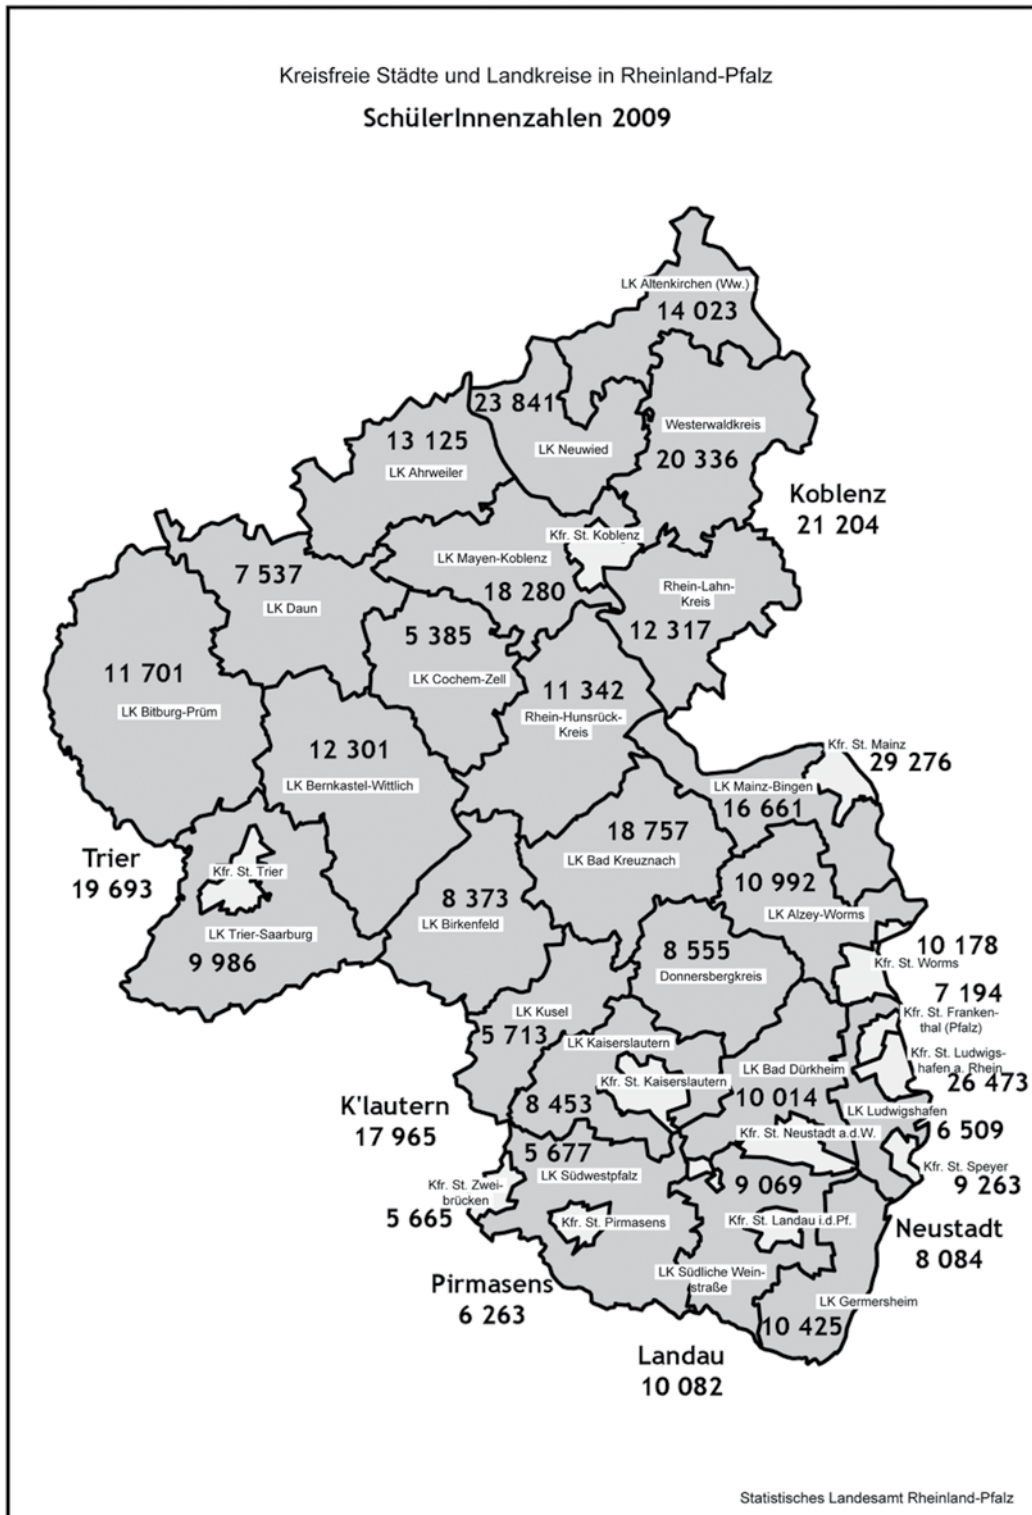 Kreisfreie Städte und Landkreise in Rheinland-Pfalz
SchülerInnenzahlen 2009
LK Altenkirchen (Ww.)
14 023
23 841
LK Neuwied
Westerwaldkreis
20 336
13 125
LK Ahrweiler
Koblenz
21 204
Kfr. St. Koblenz
LK Mayen-Koblenz
18 280
7 537
LK Daun
Rhein-Lahn-
Kreis
12 317
5 385
LK Cochem-Zell
11 701
LK Bitburg-Prüm
11 342
Rhein-Hunsrück-
Kreis
12 301
LK Bernkastel-Wittlich
Kfr. St. Mainz
29 276
LK Mainz-Bingen
16 661
18 757
LK Bad Kreuznach
Trier
19 693
Kfr. St. Trier
10 992
LK Alzey-Worms
8 373
LK Birkenfeld
LK Trier-Saarburg
9 986
8 555
Donnersbergkreis
10 178
Kfr. St. Worms
7 194
Kfr. St. Franken-
thal (Pfalz)
LK Kusel
5 713
LK Kaiserslautern
8 453
Kfr. St. Kaiserslautern
LK Bad Dürkheim
10 014
Kfr. St. Ludwigs-
hafen a. Rhein
26 473
K'lautern
17 965
LK Ludwigshafen
6 509
Kfr. St. Neustadt a.d.W.
5 677
LK Südwestpfalz
Kfr. St. Speyer
9 263
Kfr. St. Zwei-
brücken
5 665
9 069
Kfr. St. Pirmasens
Kfr. St. Landau i.d.Pf.
Neustadt
8 084
Pirmasens
6 263
LK Südliche Wein-
straße
LK Germersheim
10 425
Landau
10 082
Statistisches Landesamt Rheinland-Pfalz